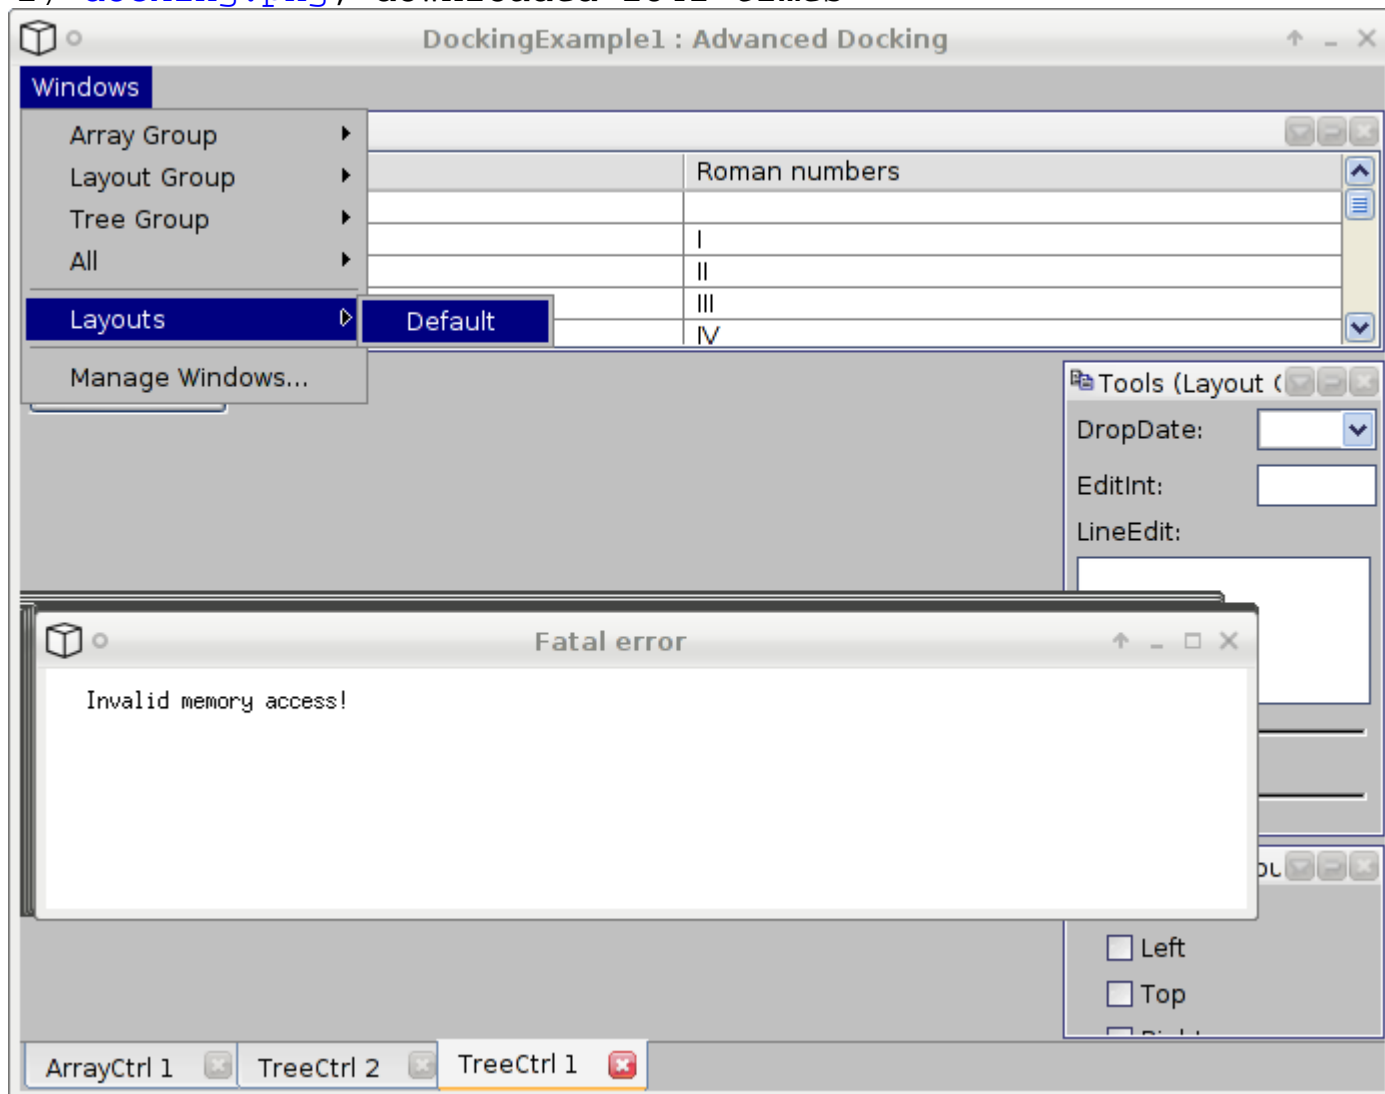 DockingExample1 : Advanced Docking
Windows
Array Group
Layout Group
Tree Group
All
Layouts
Default
Manage Windows...
Roman numbers
I
II
III
IV
Tools (Layout
DropDate:
EditInt:
LineEdit:
Fatal error
Invalid memory access!
Left
Top
ArrayCtrl 1
TreeCtrl 2
TreeCtrl 1